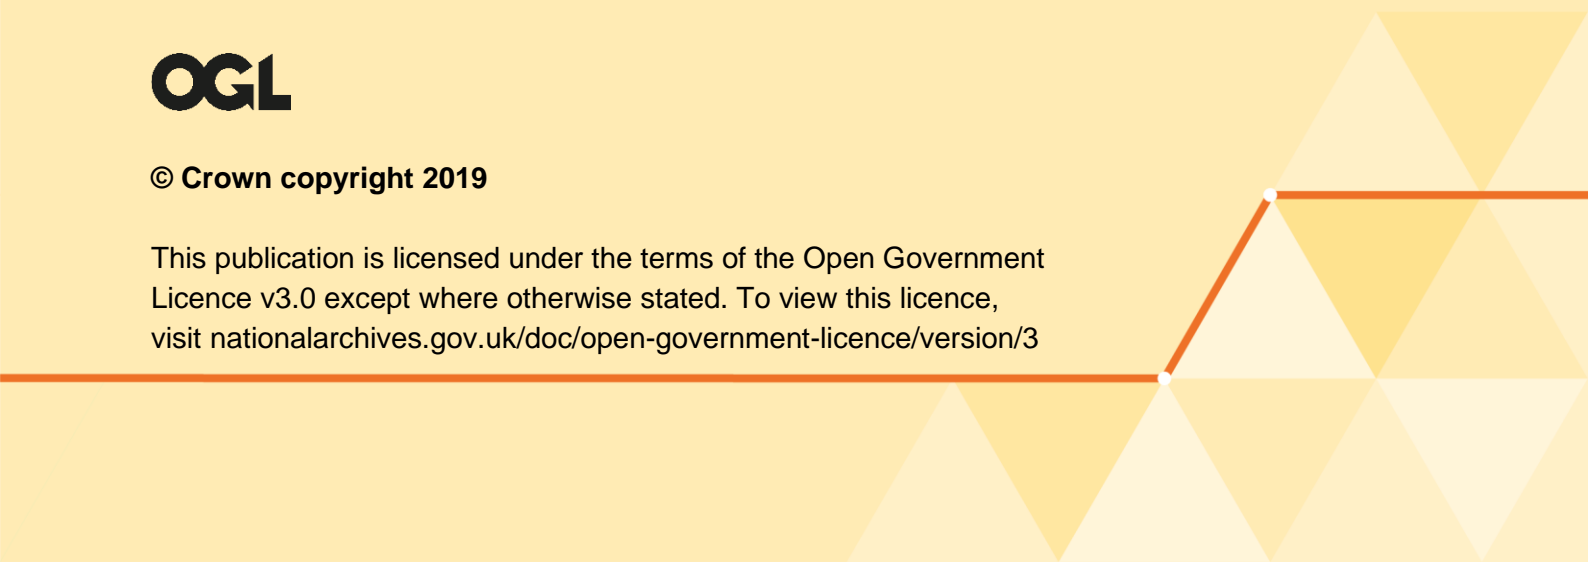 OGL
© Crown copyright 2019
This publication is licensed under the terms of the Open Government
Licence v3.0 except where otherwise stated. To view this licence,
visit nationalarchives.gov.uk/doc/open-government-licence/version/3